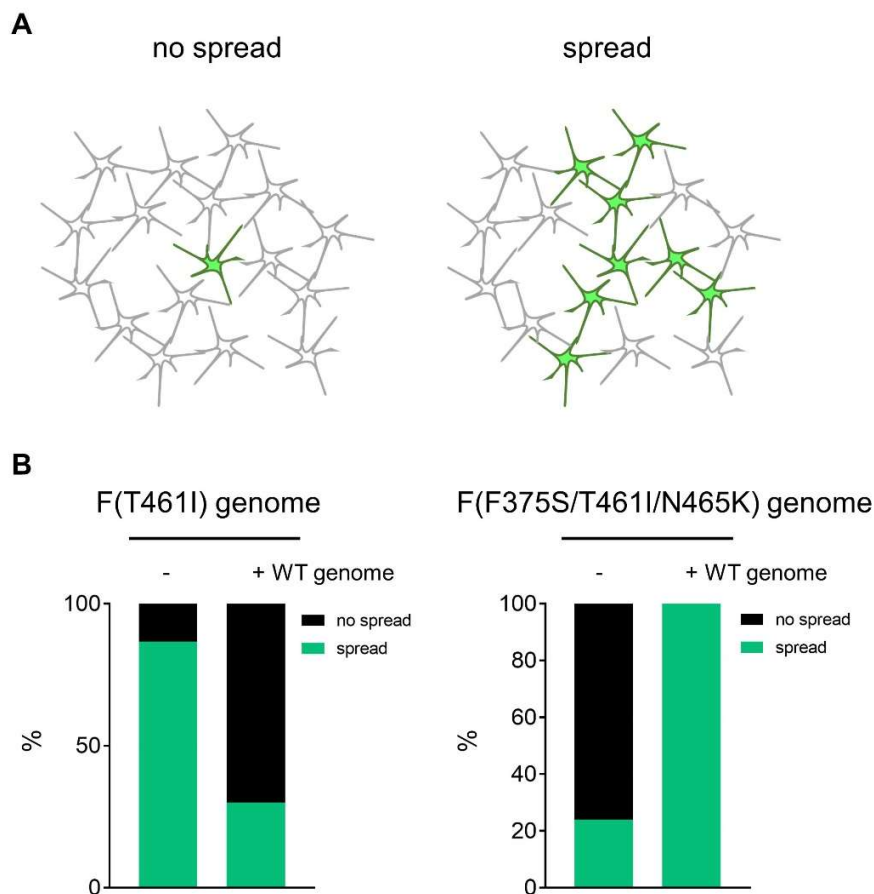 A
no spread
spread
B
F(T461I) genome
- + WT genome
100
50
0
%
no spread
spread
F(F375S/T461I/N465K) genome
- + WT genome
100
80
60
40
20
0
%
no spread
spread